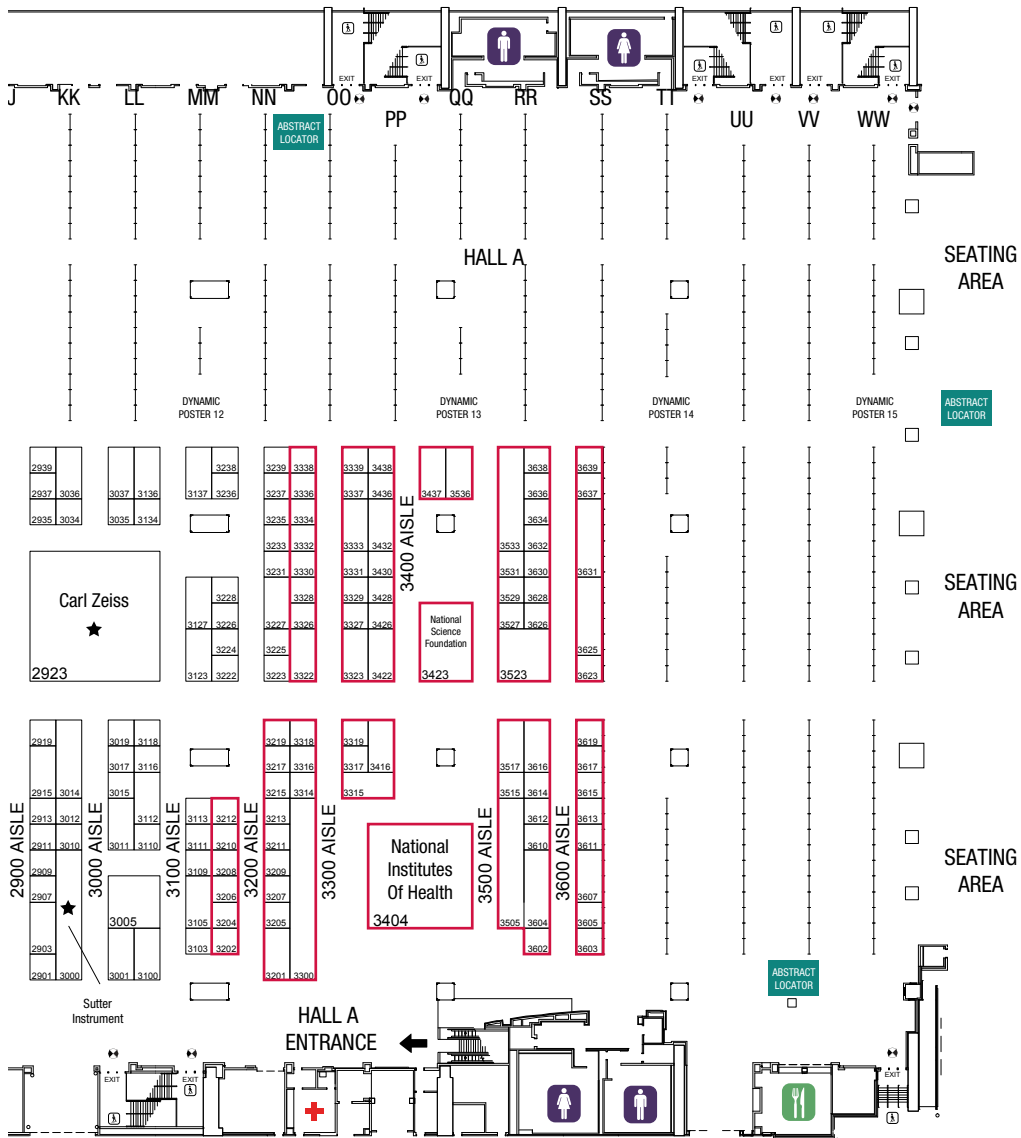 EXIT EXIT EXIT EXIT EXIT EXIT
J KK LL MM NN OO PP QQ RR SS TT UU VV WW
ABSTRACT
LOCATOR
HALL A
SEATING
AREA
DYNAMIC
POSTER 12
DYNAMIC
POSTER 13
DYNAMIC
POSTER 14
DYNAMIC
POSTER 15
ABSTRACT
LOCATOR
2939 3238 3239 3338 3339 3438 3638 3639
2937 3036 3037 3136 3137 3236 3237 3336 3337 3436 3437 3536 3636 3637
2935 3034 3035 3134 3235 3334 3634
3233 3332 3333 3432 3533 3632
3231 3330 3331 3430 3531 3630 3631
3400 AISLE
Carl Zeiss
2923
3228 3328 3329 3428 3529 3628
3127 3226 3227 3326 3327 3426 3527 3626
3224 3225 3625
3123 3222 3223 3322 3323 3422 3423 3523 3623
National
Science
Foundation
SEATING
AREA
2919 3019 3118 3219 3318 3319 3619
3017 3116 3217 3316 3317 3416 3517 3616 3617
2915 3014 3015 3215 3314 3315 3515 3614 3615
2913 3012 3112 3113 3212 3213 3612 3613
2911 3010 3011 3110 3111 3210 3211 3610 3611
2909 3109 3208 3209
2907 3206 3207 3607
3005 3105 3204 3205 3404 3505 3604 3605
2903 3103 3202 3602 3603
2901 3000 3001 3100 3201 3300
2900 AISLE
3000 AISLE
3100 AISLE
3200 AISLE
3300 AISLE
3500 AISLE
3600 AISLE
National
Institutes
Of Health
SEATING
AREA
Sutter
Instrument
ABSTRACT
LOCATOR
HALL A
ENTRANCE
EXIT EXIT EXIT